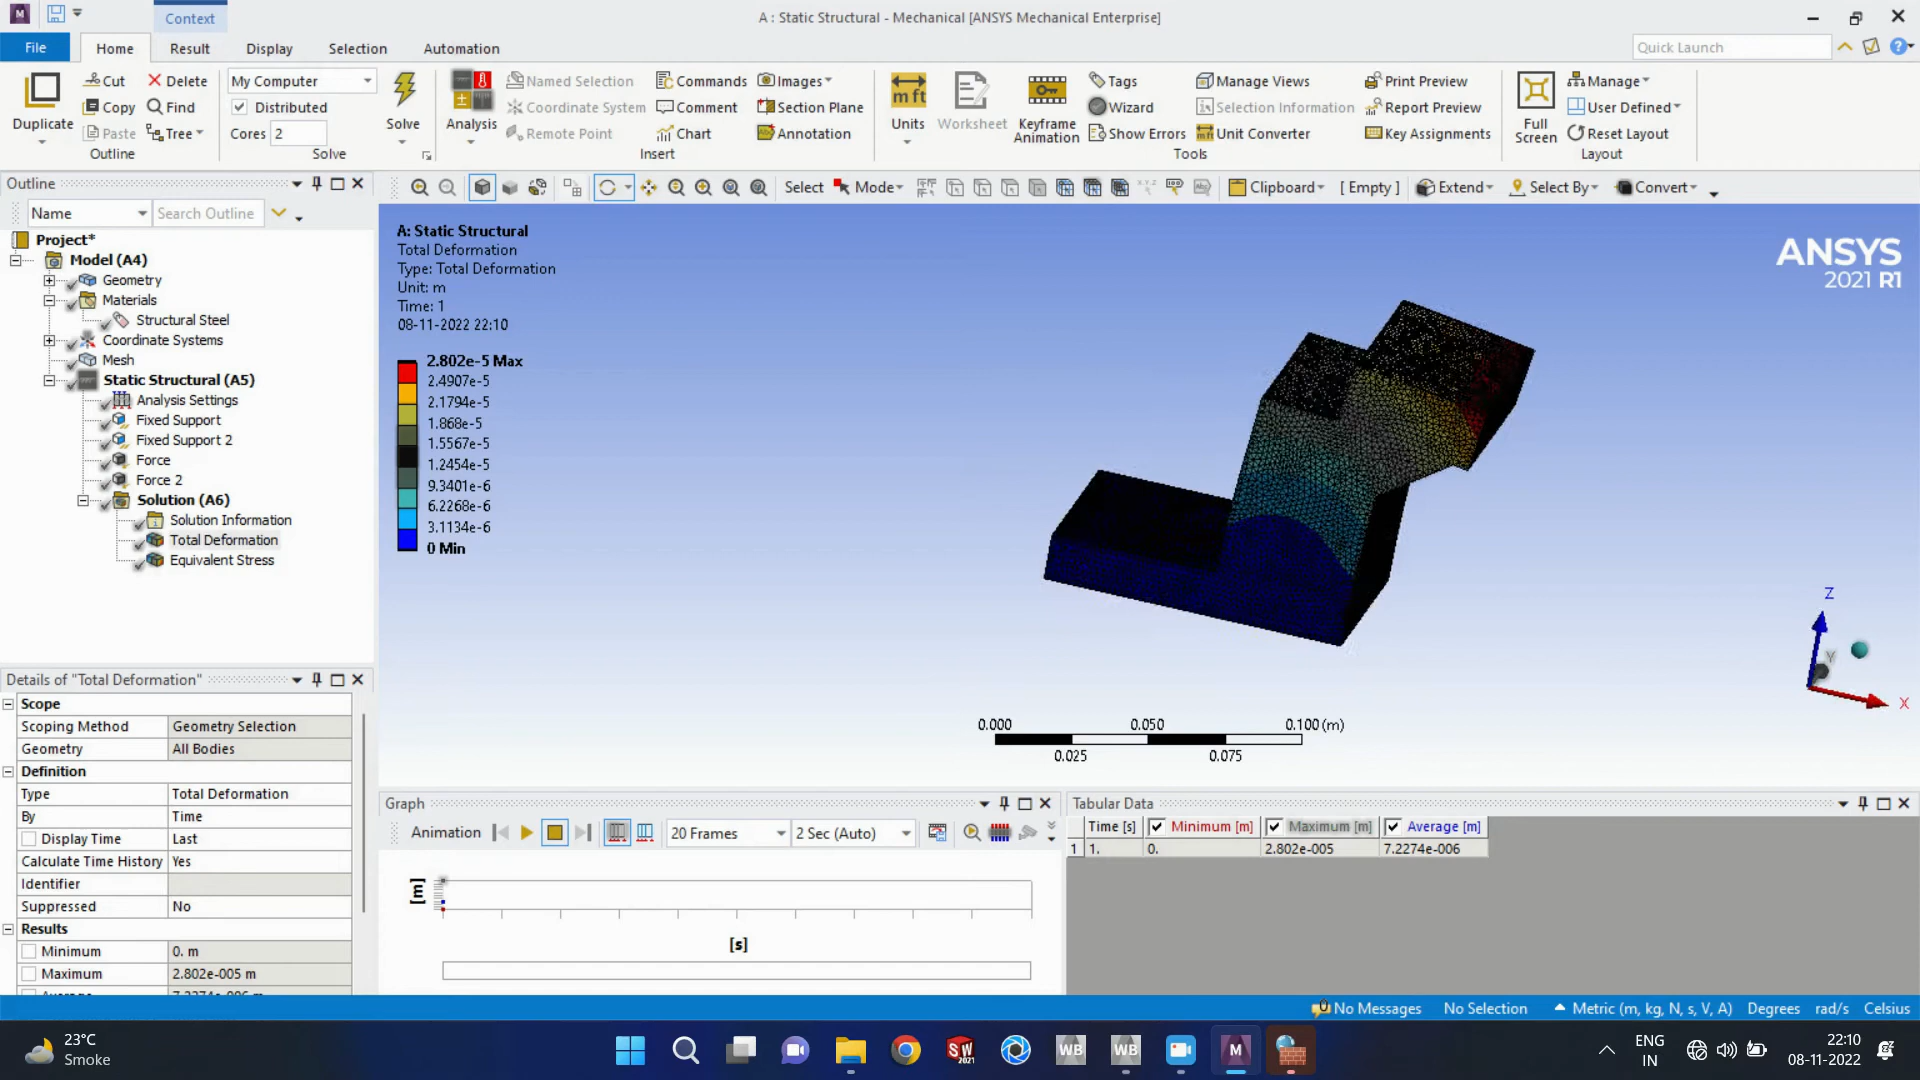 Context
A : Static Structural - Mechanical [ANSYS Mechanical Enterprise]
File Home Result Display Selection Automation
Quick Launch
Duplicate
Cut
Copy
Paste
Delete
Find
Tree
Outline
My Computer
Distributed
Cores 2
Solve
Solve
Analysis
Named Selection
Coordinate System
Remote Point
Commands
Comment
Chart
Images
Section Plane
Annotation
Insert
Units
Worksheet
Keyframe Animation
Tags
Wizard
Show Errors
Manage Views
Selection Information
Unit Converter
Print Preview
Report Preview
Key Assignments
Tools
Full Screen
Manage
User Defined
Reset Layout
Layout
Outline
Name Search Outline
Project*
Model (A4)
Geometry
Materials
Structural Steel
Coordinate Systems
Mesh
Static Structural (A5)
Analysis Settings
Fixed Support
Fixed Support 2
Force
Force 2
Solution (A6)
Solution Information
Total Deformation
Equivalent Stress
Select Mode Clipboard [ Empty ] Extend Select By Convert
A: Static Structural
Total Deformation
Type: Total Deformation
Unit: m
Time: 1
08-11-2022 22:10
2.802e-5 Max
2.4907e-5
2.1794e-5
1.868e-5
1.5567e-5
1.2454e-5
9.3401e-6
6.2268e-6
3.1134e-6
0 Min
ANSYS
2021 R1
Z
Y
X
0.000 0.050 0.100 (m)
0.025 0.075
Details of "Total Deformation"
Scope
Scoping Method Geometry Selection
Geometry All Bodies
Definition
Type Total Deformation
By Time
Display Time Last
Calculate Time History Yes
Identifier
Suppressed No
Results
Minimum 0. m
Maximum 2.802e-005 m
Graph
Animation 20 Frames 2 Sec (Auto)
[m]
[s]
Tabular Data
Time [s] Minimum [m] Maximum [m] Average [m]
1 1. 0. 2.802e-005 7.2274e-006
No Messages No Selection Metric (m, kg, N, s, V, A) Degrees rad/s Celsius
23°C
Smoke
SW
2021
WB
WB
M
ENG
IN
22:10
08-11-2022